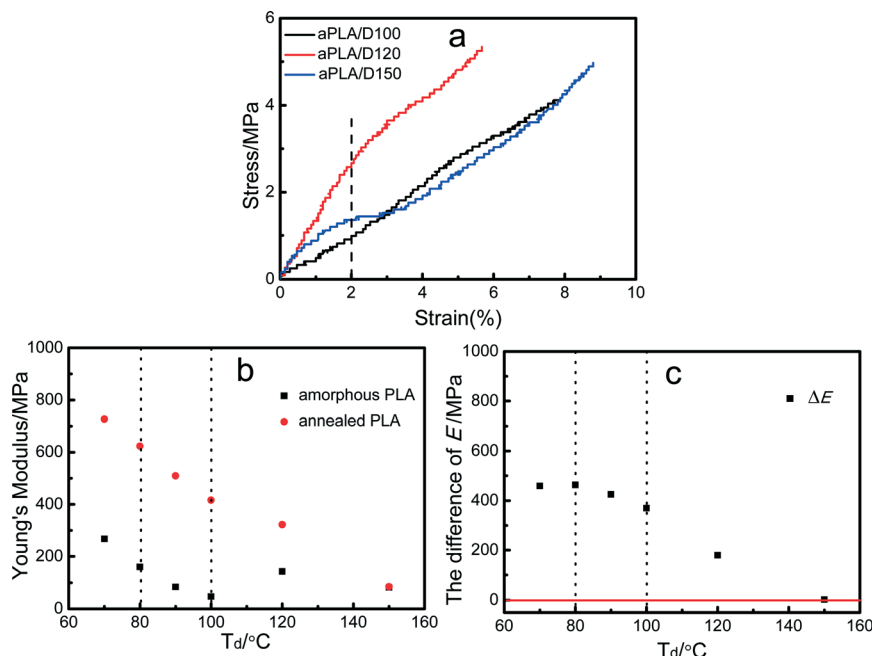 a
aPLA/D100
aPLA/D120
aPLA/D150
Stress/MPa
6
4
2
0
0 2 4 6 8 10
Strain(%)
b
amorphous PLA
annealed PLA
Young's Modulus/MPa
1000
800
600
400
200
0
60 80 100 120 140 160
Td/°C
c
ΔE
The difference of E/MPa
1000
800
600
400
200
0
60 80 100 120 140 160
Td/°C